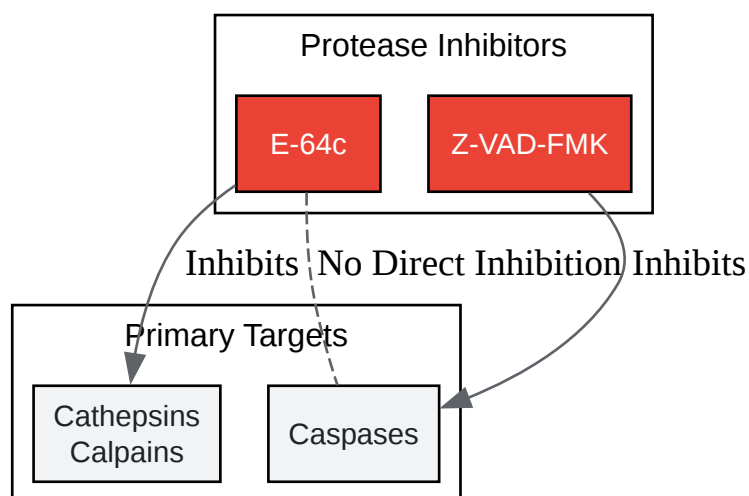 Protease Inhibitors
E-64c
Z-VAD-FMK
Inhibits
No Direct Inhibition
Inhibits
Primary Targets
Cathepsins
Calpains
Caspases